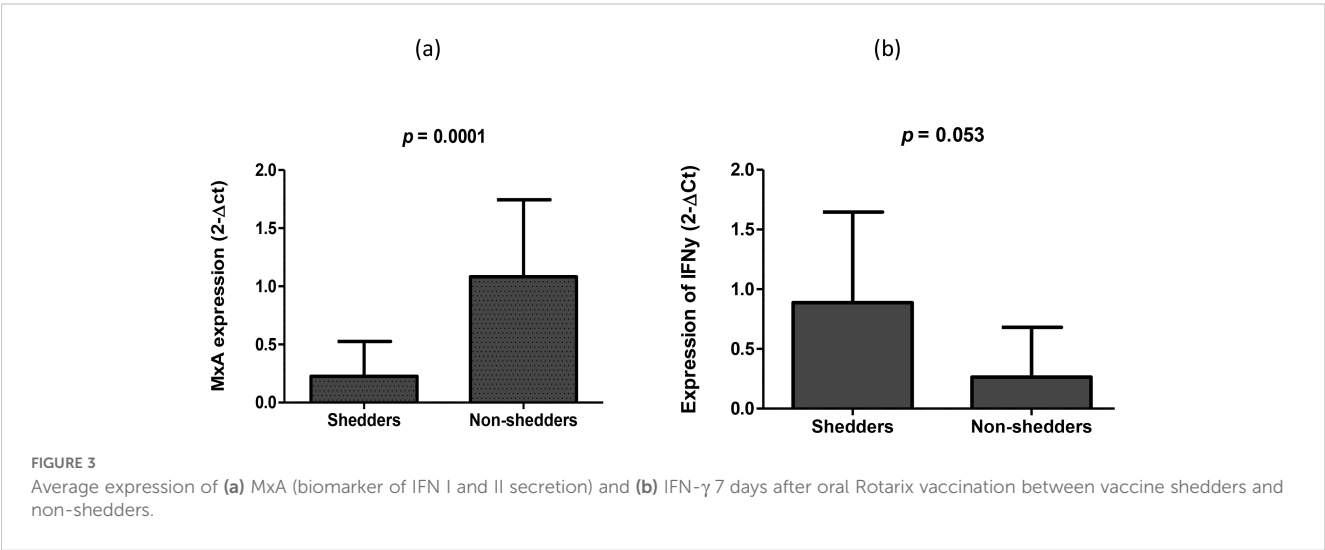 (a)
p = 0.0001
MxA expression (2-Δct)
2.0
1.5
1.0
0.5
0.0
Shedders Non-shedders
(b)
p = 0.053
Expression of IFNy (2-ΔCt)
2.0
1.5
1.0
0.5
0.0
Shedders Non-shedders
FIGURE 3
Average expression of (a) MxA (biomarker of IFN I and II secretion) and (b) IFN-γ 7 days after oral Rotarix vaccination between vaccine shedders and
non-shedders.